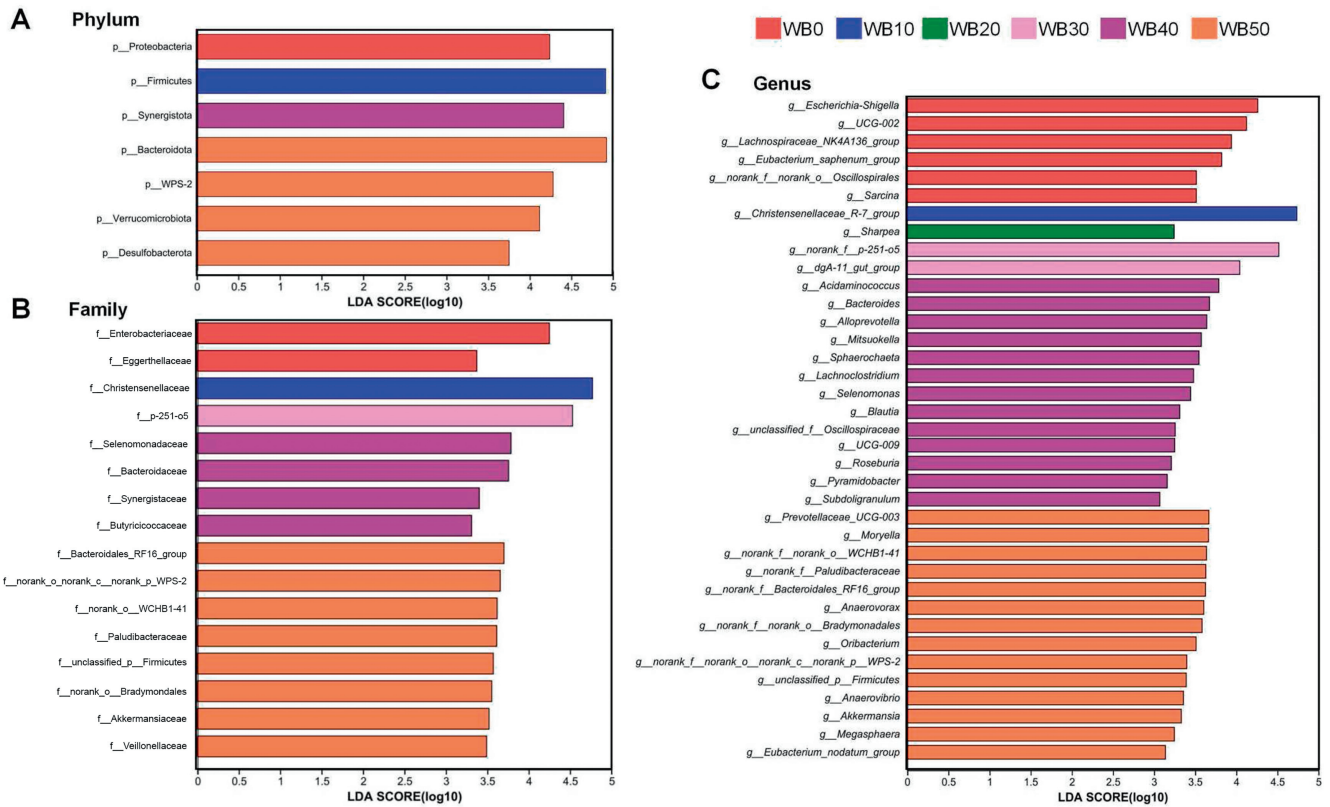 A Phylum
p__Proteobacteria
p__Firmicutes
p__Synergistota
p__Bacteroidota
p__WPS-2
p__Verrucomicrobiota
p__Desulfobacterota
0 0.5 1 1.5 2 2.5 3 3.5 4 4.5 5
LDA SCORE(log10)
B Family
f__Enterobacteriaceae
f__Eggerthellaceae
f__Christensenellaceae
f__p-251-o5
f__Selenomonadaceae
f__Bacteroidaceae
f__Synergistaceae
f__Butyricicoccaceae
f__Bacteroidales_RF16_group
f__norank_o_norank_c__norank_p_WPS-2
f__norank_o__WCHB1-41
f__Paludibacteraceae
f__unclassified_p__Firmicutes
f__norank_o__Bradymondales
f__Akkermansiaceae
f__Veillonellaceae
0 0.5 1 1.5 2 2.5 3 3.5 4 4.5 5
LDA SCORE(log10)
WB0 WB10 WB20 WB30 WB40 WB50
C Genus
g__Escherichia-Shigella
g__UCG-002
g__Lachnospiraceae_NK4A136_group
g__Eubacterium_saphenum_group
g__norank_f__norank_o__Oscillospirales
g__Sarcina
g__Christensenellaceae_R-7_group
g__Sharpea
g__norank_f__p-251-o5
g__dgA-11_gut_group
g__Acidaminococcus
g__Bacteroides
g__Alloprevotella
g__Mitsuokella
g__Sphaerochaeta
g__Lachnoclostridium
g__Selenomonas
g__Blautia
g__unclassified_f__Oscillospiraceae
g__UCG-009
g__Roseburia
g__Pyramidobacter
g__Subdoligranulum
g__Prevotellaceae_UCG-003
g__Moryella
g__norank_f__norank_o__WCHB1-41
g__norank_f__Paludibacteraceae
g__norank_f__Bacteroidales_RF16_group
g__Anaerovorax
g__norank_f__norank_o__Bradymonadales
g__Oribacterium
g__norank_f__norank_o__norank_c__norank_p__WPS-2
g__unclassified_p__Firmicutes
g__Anaerovibrio
g__Akkermansia
g__Megasphaera
g__Eubacterium_nodatum_group
0 0.5 1 1.5 2 2.5 3 3.5 4 4.5 5
LDA SCORE(log10)